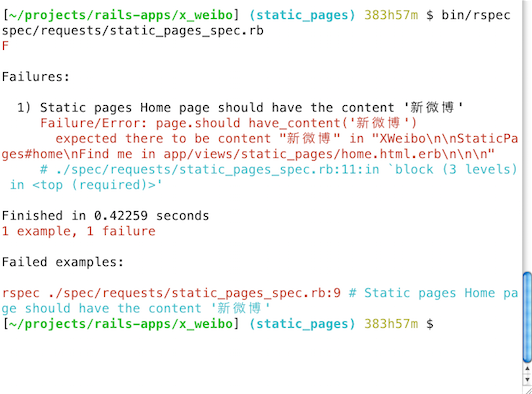 [~/projects/rails-apps/x_weibo] (static_pages) 383h57m $ bin/rspec
spec/requests/static_pages_spec.rb
F
Failures:
1) Static pages Home page should have the content '新微博'
Failure/Error: page.should have_content('新微博')
expected there to be content "新微博" in "XWeibo\n\nStaticPa
ges#home\nFind me in app/views/static_pages/home.html.erb\n\n\n"
# ./spec/requests/static_pages_spec.rb:11:in `block (3 levels)
in <top (required)>'
Finished in 0.42259 seconds
1 example, 1 failure
Failed examples:
rspec ./spec/requests/static_pages_spec.rb:9 # Static pages Home pa
ge should have the content '新微博'
[~/projects/rails-apps/x_weibo] (static_pages) 383h57m $